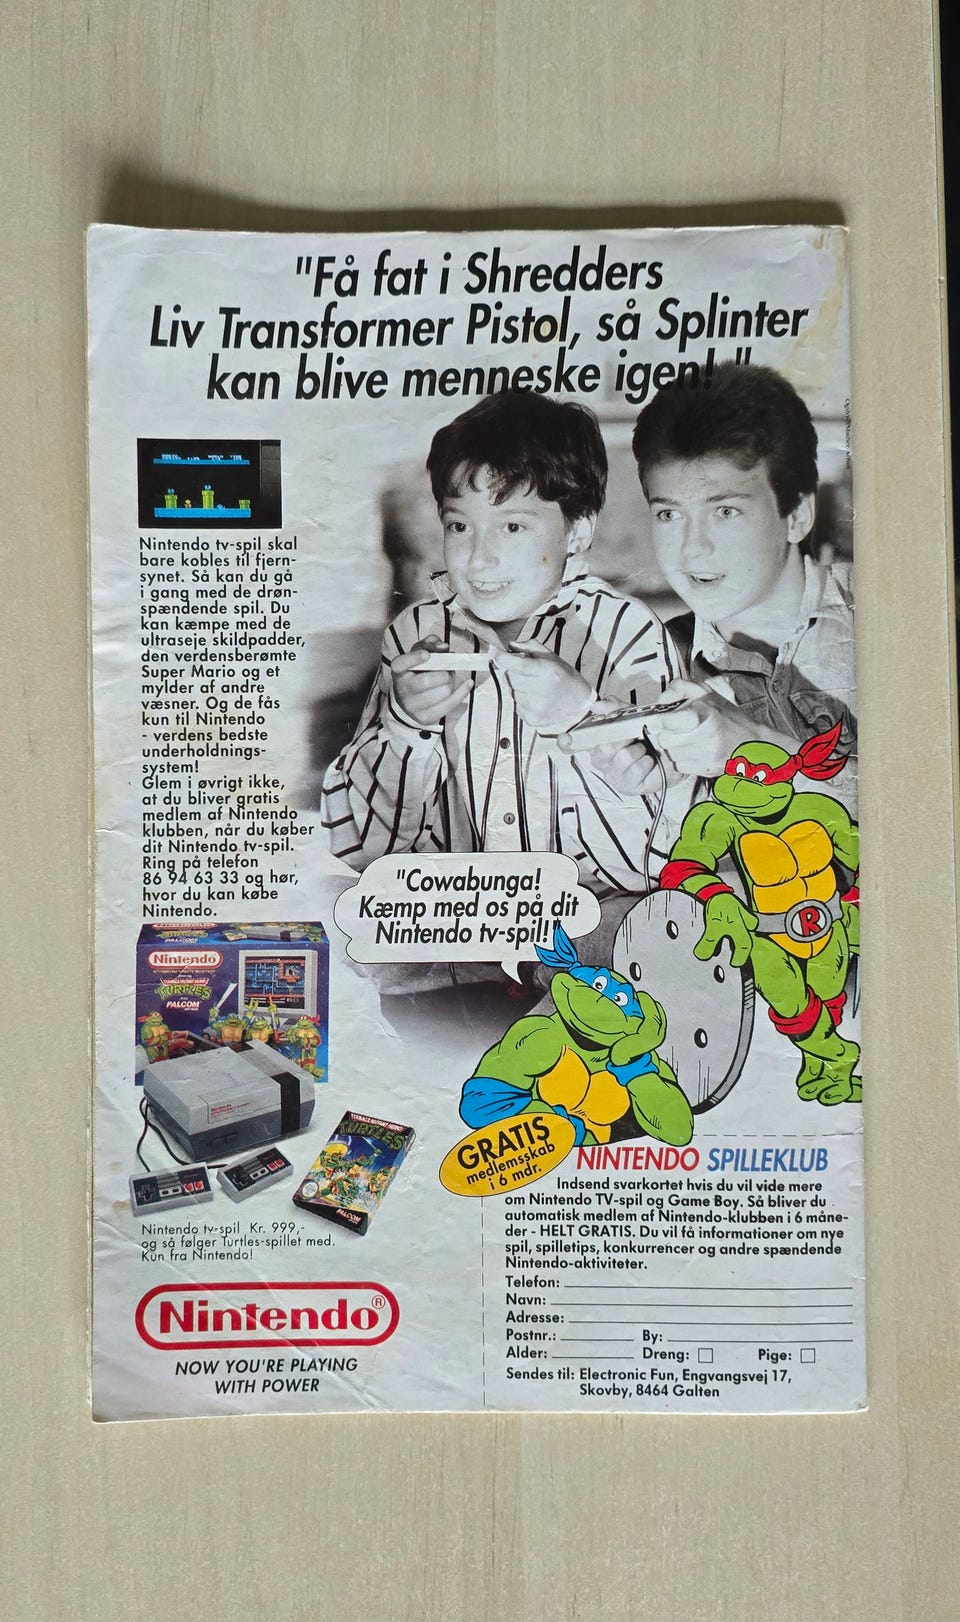 "Få fat i Shredders
Liv Transformer Pistol, så Splinter
kan blive menneske igen! "
Nintendo tv-spil skal
bare kobles til fjern-
synet. Så kan du gå
i gang med de drøn-
spændende spil. Du
kan kæmpe med de
ultraseje skildpadder,
den verdensberømte
Super Mario og et
mylder af andre
væsner. Og de fås
kun til Nintendo
- verdens bedste
underholdnings-
system!
Glem i øvrigt ikke,
at du bliver gratis
medlem af Nintendo
klubben, når du køber
dit Nintendo tv-spil.
Ring på telefon
86 94 63 33 og hør,
hvor du kan købe
Nintendo.
"Cowabunga!
Kæmp med os på dit
Nintendo tv-spil!"
R
Nintendo
TURTLES
PALCOM
TEENAGE MUTANT HERO
TURTLES
PALCOM
Nintendo tv-spil Kr. 999,-
og så følger Turtles-spillet med.
Kun fra Nintendo!
Nintendo®
NOW YOU'RE PLAYING
WITH POWER
GRATIS
medlemsskab
i 6 mdr.
NINTENDO SPILLEKLUB
Indsend svarkortet hvis du vil vide mere
om Nintendo TV-spil og Game Boy. Så bliver du
automatisk medlem af Nintendo-klubben i 6 måne-
der - HELT GRATIS. Du vil få informationer om nye
spil, spilletips, konkurrencer og andre spændende
Nintendo-aktiviteter.
Telefon:
Navn:
Adresse:
Postnr.: By:
Alder: Dreng: Pige:
Sendes til: Electronic Fun, Engvangsvej 17,
Skovby, 8464 Galten